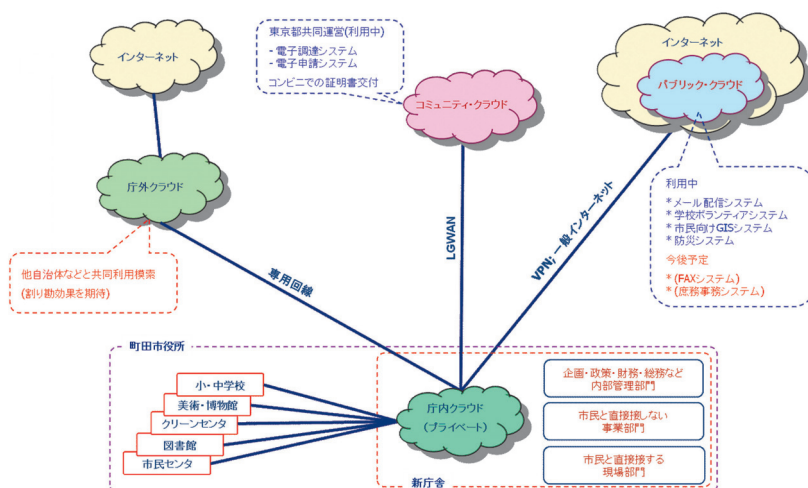 インターネット
東京都共同運営(利用中)
- 電子調達システム
- 電子申請システム
コンビニでの証明書交付
コミュニティ・クラウド
インターネット
パブリック・クラウド
庁外クラウド
他自治体などと共同利用模索
(割り勘効果を期待)
専用回線
LGWAN
VPN; 一般インターネット
利用中
* メール配信システム
* 学校ボランティアシステム
* 市民向けGISシステム
* 防災システム
今後予定
* (FAXシステム)
* (庶務事務システム)
町田市役所
小・中学校
美術・博物館
クリーンセンタ
図書館
市民センタ
庁内クラウド
(プライベート)
企画・政策・財務・総務など
内部管理部門
市民と直接接しない
事業部門
市民と直接接する
現場部門
新庁舎